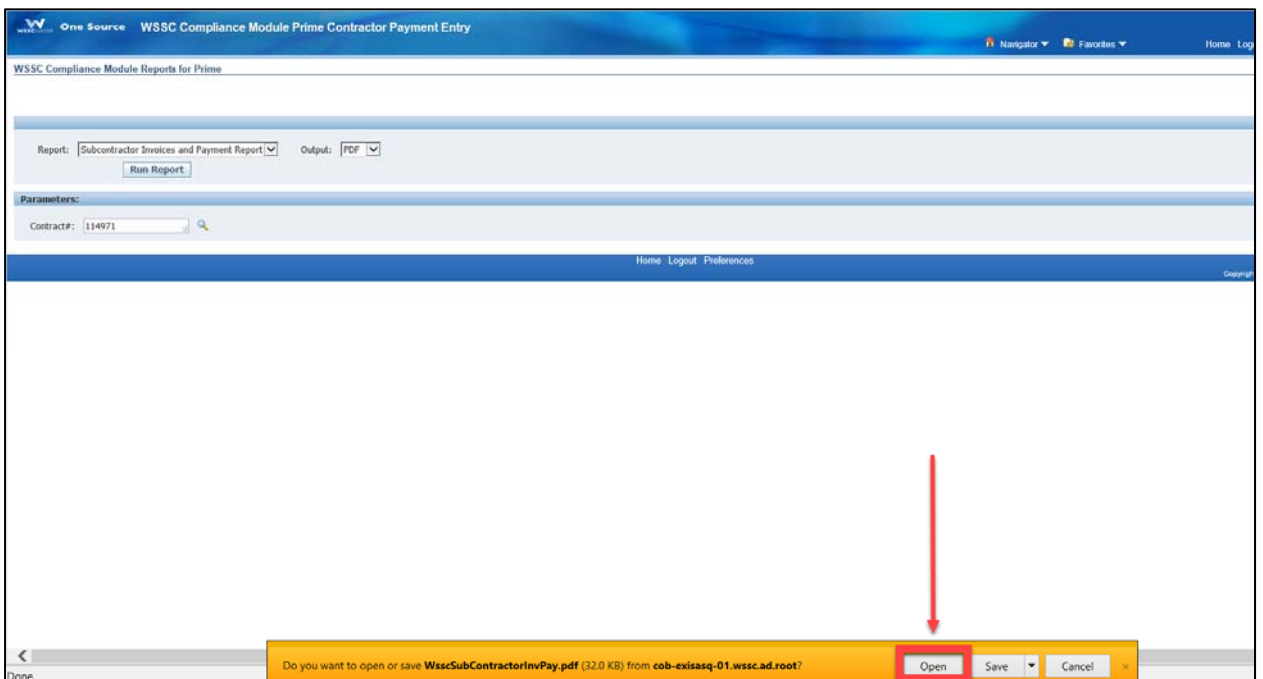 W One Source WSSC Compliance Module Prime Contractor Payment Entry
Navigator Favorites Home Log
WSSC Compliance Module Reports for Prime
Report: Subcontractor Invoices and Payment Report Output: PDF
Run Report
Parameters:
Contract#: 114971
Home Logout Preferences
Copyrigh
Do you want to open or save WsscSubContractorInvPay.pdf (32.0 KB) from cob-exisasq-01.wssc.ad.root? Open Save Cancel ×
Done